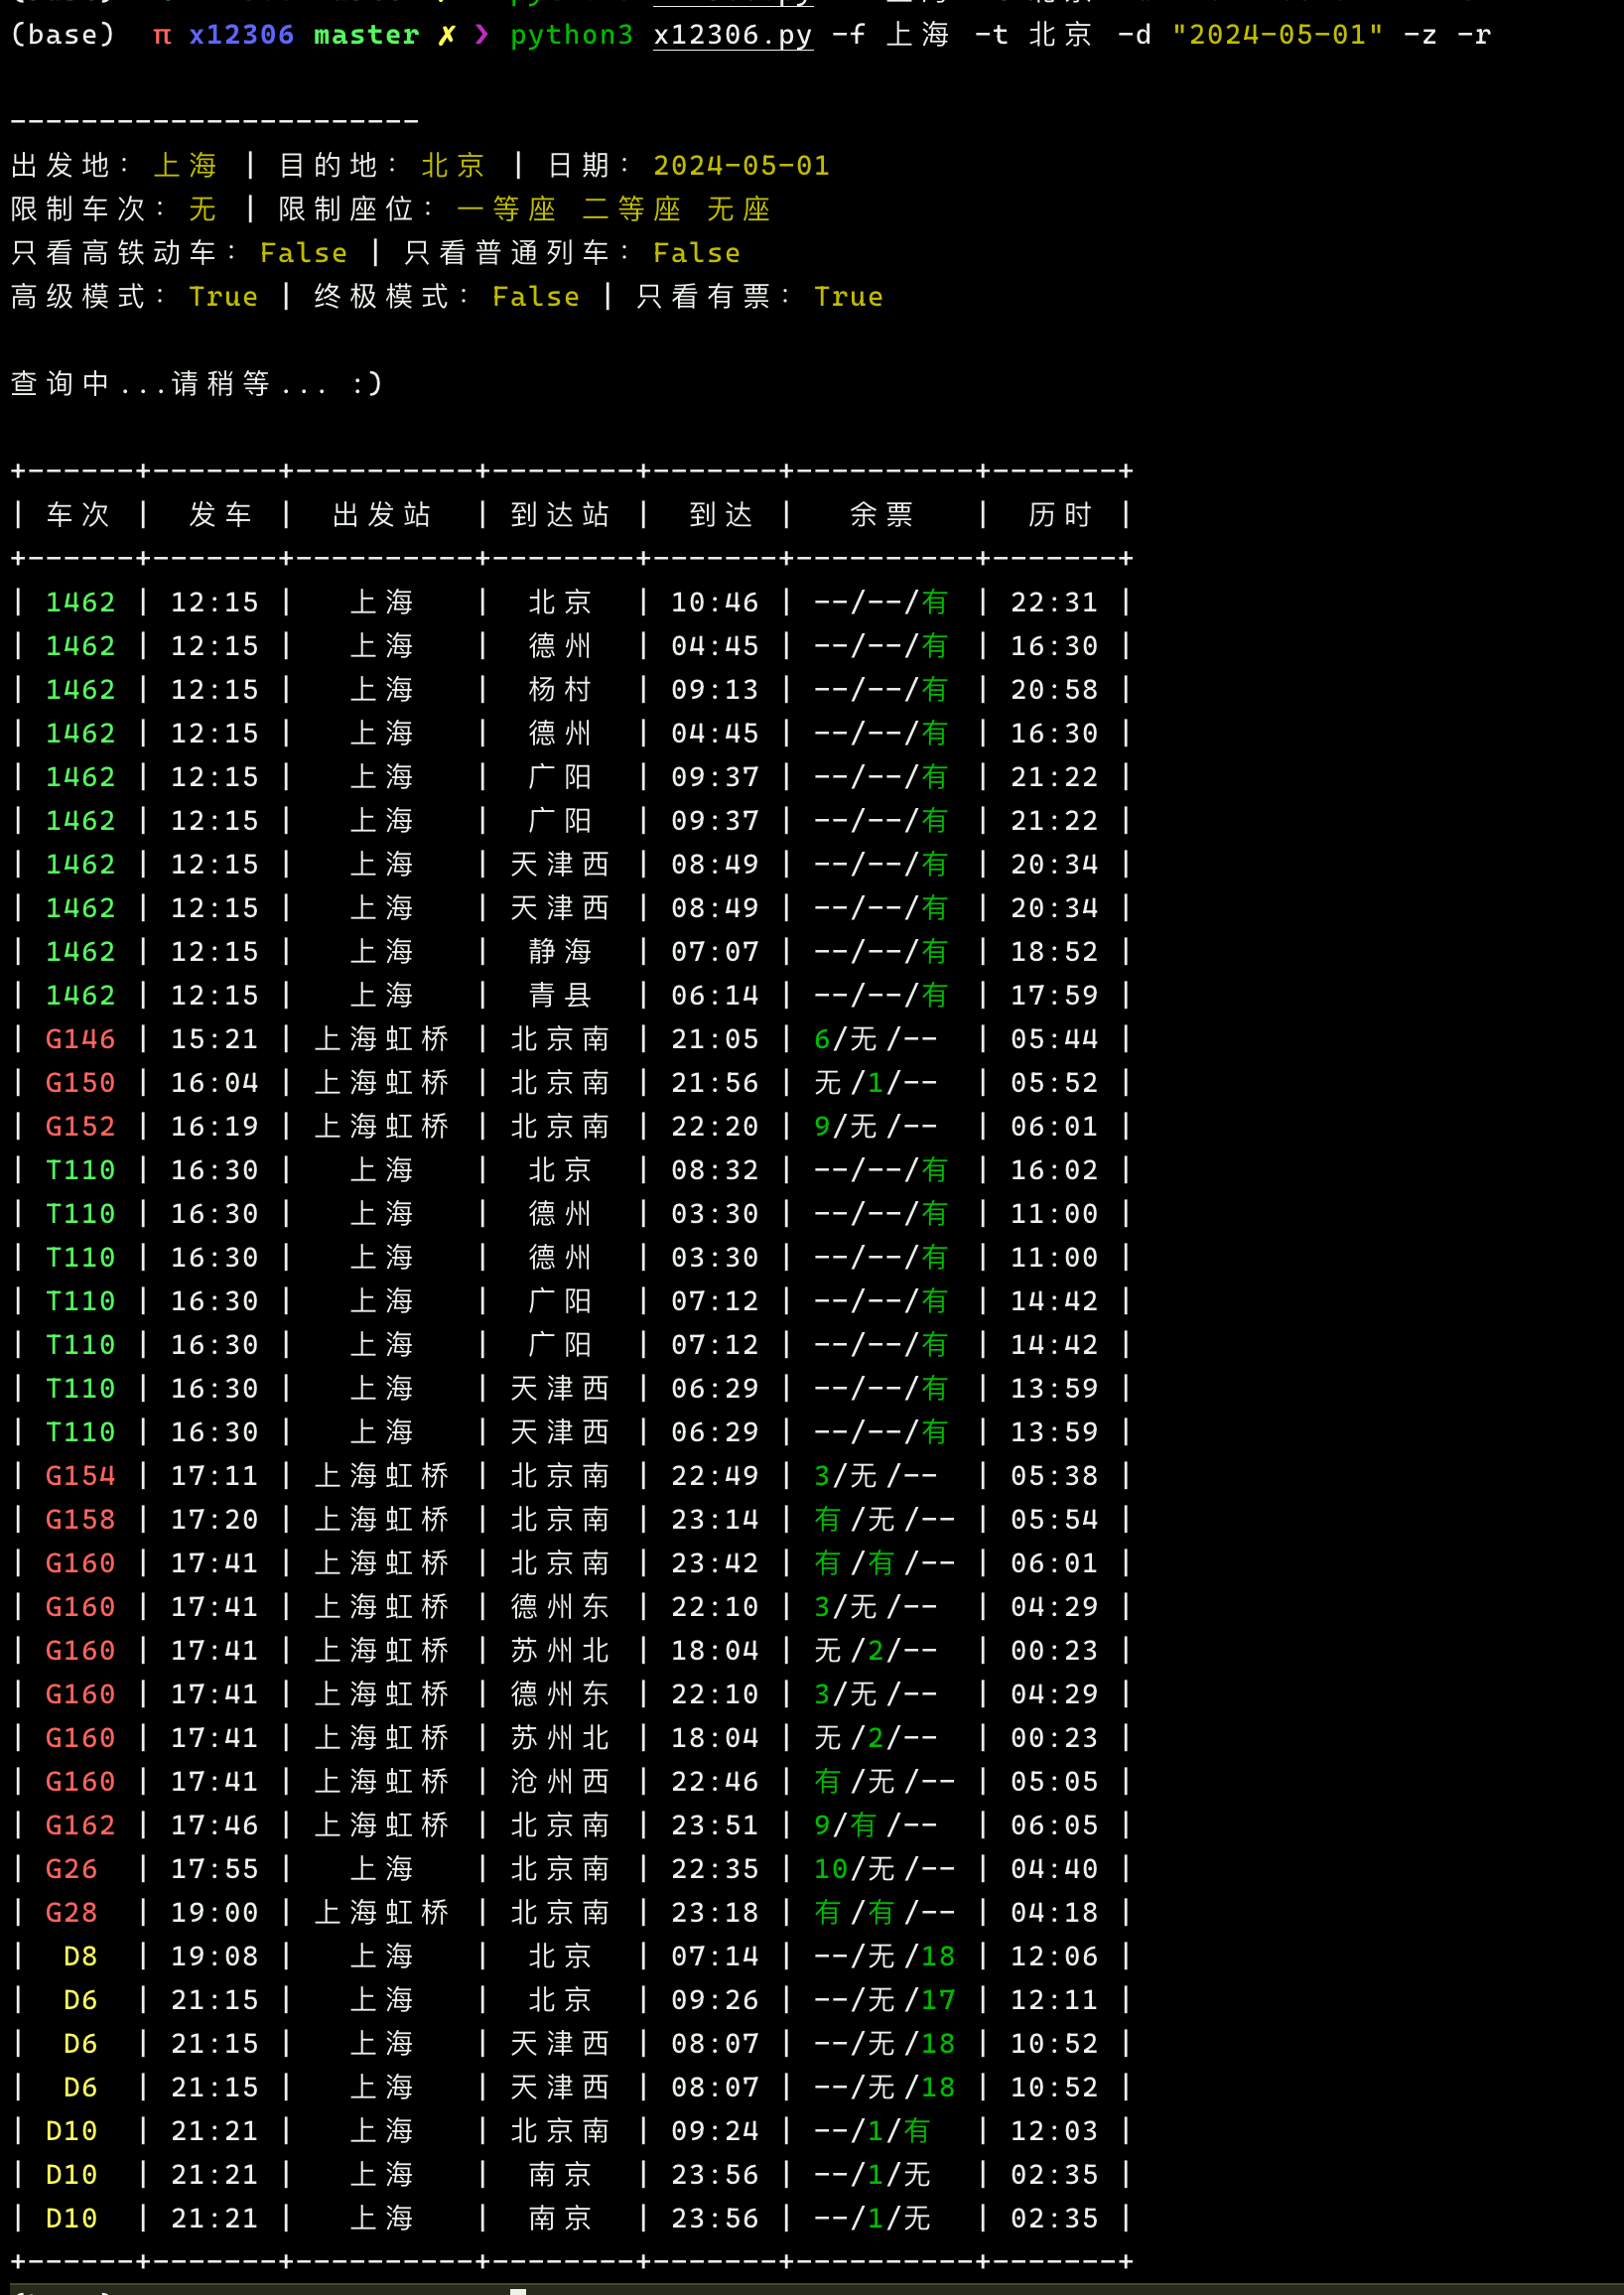 (base) π x12306 master ✗ ❯ python3 x12306.py -f 上海 -t 北京 -d "2024-05-01" -z -r
-----------------------
出发地: 上海 | 目的地: 北京 | 日期: 2024-05-01
限制车次: 无 | 限制座位: 一等座 二等座 无座
只看高铁动车: False | 只看普通列车: False
高级模式: True | 终极模式: False | 只看有票: True
查询中...请稍等... :)
+------+-------+----------+--------+-------+----------+-------+
| 车次 | 发车 | 出发站 | 到达站 | 到达 | 余票 | 历时 |
+------+-------+----------+--------+-------+----------+-------+
| 1462 | 12:15 | 上海 | 北京 | 10:46 | --/--/有 | 22:31 |
| 1462 | 12:15 | 上海 | 德州 | 04:45 | --/--/有 | 16:30 |
| 1462 | 12:15 | 上海 | 杨村 | 09:13 | --/--/有 | 20:58 |
| 1462 | 12:15 | 上海 | 德州 | 04:45 | --/--/有 | 16:30 |
| 1462 | 12:15 | 上海 | 广阳 | 09:37 | --/--/有 | 21:22 |
| 1462 | 12:15 | 上海 | 广阳 | 09:37 | --/--/有 | 21:22 |
| 1462 | 12:15 | 上海 | 天津西 | 08:49 | --/--/有 | 20:34 |
| 1462 | 12:15 | 上海 | 天津西 | 08:49 | --/--/有 | 20:34 |
| 1462 | 12:15 | 上海 | 静海 | 07:07 | --/--/有 | 18:52 |
| 1462 | 12:15 | 上海 | 青县 | 06:14 | --/--/有 | 17:59 |
| G146 | 15:21 | 上海虹桥 | 北京南 | 21:05 | 6/无/-- | 05:44 |
| G150 | 16:04 | 上海虹桥 | 北京南 | 21:56 | 无/1/-- | 05:52 |
| G152 | 16:19 | 上海虹桥 | 北京南 | 22:20 | 9/无/-- | 06:01 |
| T110 | 16:30 | 上海 | 北京 | 08:32 | --/--/有 | 16:02 |
| T110 | 16:30 | 上海 | 德州 | 03:30 | --/--/有 | 11:00 |
| T110 | 16:30 | 上海 | 德州 | 03:30 | --/--/有 | 11:00 |
| T110 | 16:30 | 上海 | 广阳 | 07:12 | --/--/有 | 14:42 |
| T110 | 16:30 | 上海 | 广阳 | 07:12 | --/--/有 | 14:42 |
| T110 | 16:30 | 上海 | 天津西 | 06:29 | --/--/有 | 13:59 |
| T110 | 16:30 | 上海 | 天津西 | 06:29 | --/--/有 | 13:59 |
| G154 | 17:11 | 上海虹桥 | 北京南 | 22:49 | 3/无/-- | 05:38 |
| G158 | 17:20 | 上海虹桥 | 北京南 | 23:14 | 有/无/-- | 05:54 |
| G160 | 17:41 | 上海虹桥 | 北京南 | 23:42 | 有/有/-- | 06:01 |
| G160 | 17:41 | 上海虹桥 | 德州东 | 22:10 | 3/无/-- | 04:29 |
| G160 | 17:41 | 上海虹桥 | 苏州北 | 18:04 | 无/2/-- | 00:23 |
| G160 | 17:41 | 上海虹桥 | 德州东 | 22:10 | 3/无/-- | 04:29 |
| G160 | 17:41 | 上海虹桥 | 苏州北 | 18:04 | 无/2/-- | 00:23 |
| G160 | 17:41 | 上海虹桥 | 沧州西 | 22:46 | 有/无/-- | 05:05 |
| G162 | 17:46 | 上海虹桥 | 北京南 | 23:51 | 9/有/-- | 06:05 |
| G26 | 17:55 | 上海 | 北京南 | 22:35 | 10/无/-- | 04:40 |
| G28 | 19:00 | 上海虹桥 | 北京南 | 23:18 | 有/有/-- | 04:18 |
| D8 | 19:08 | 上海 | 北京 | 07:14 | --/无/18 | 12:06 |
| D6 | 21:15 | 上海 | 北京 | 09:26 | --/无/17 | 12:11 |
| D6 | 21:15 | 上海 | 天津西 | 08:07 | --/无/18 | 10:52 |
| D6 | 21:15 | 上海 | 天津西 | 08:07 | --/无/18 | 10:52 |
| D10 | 21:21 | 上海 | 北京南 | 09:24 | --/1/有 | 12:03 |
| D10 | 21:21 | 上海 | 南京 | 23:56 | --/1/无 | 02:35 |
| D10 | 21:21 | 上海 | 南京 | 23:56 | --/1/无 | 02:35 |
+------+-------+----------+--------+-------+----------+-------+